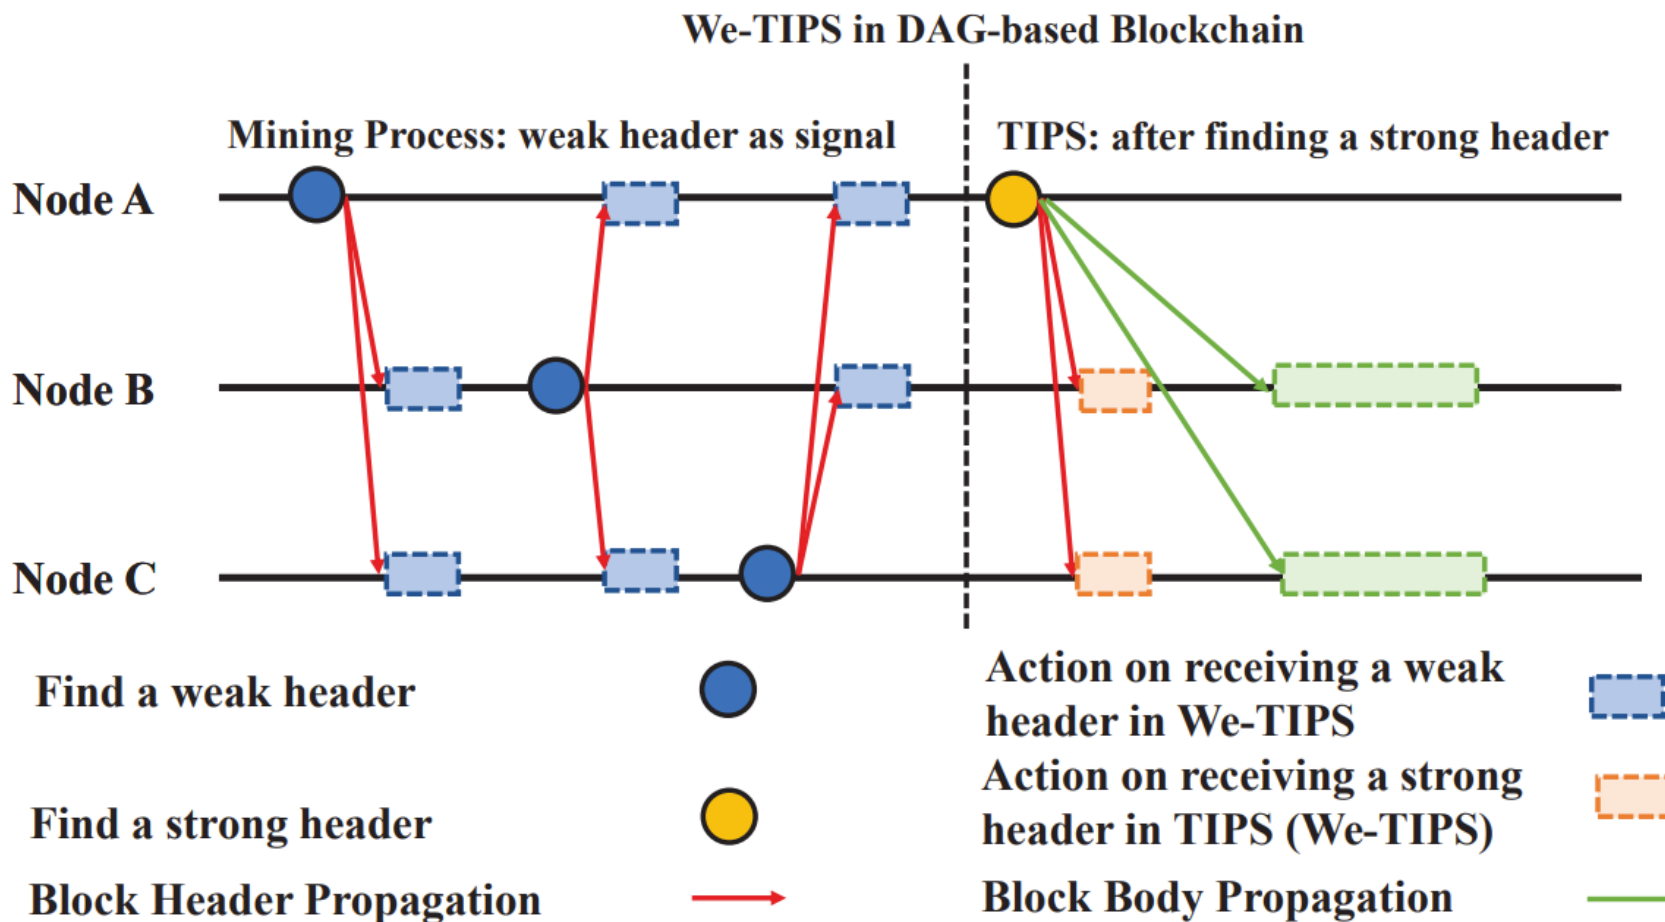 We-TIPS in DAG-based Blockchain
Mining Process: weak header as signal
TIPS: after finding a strong header
Node A
Node B
Node C
Find a weak header
Action on receiving a weak
header in We-TIPS
Find a strong header
Action on receiving a strong
header in TIPS (We-TIPS)
Block Header Propagation
Block Body Propagation